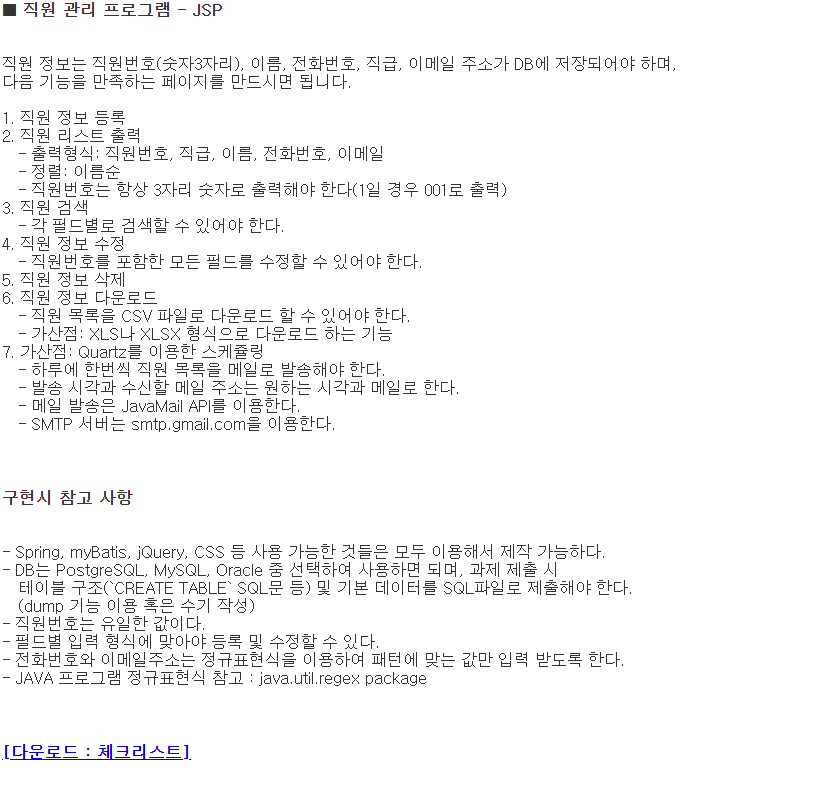 ■ 직원 관리 프로그램 - JSP
직원 정보는 직원번호(숫자3자리), 이름, 전화번호, 직급, 이메일 주소가 DB에 저장되어야 하며,
다음 기능을 만족하는 페이지를 만드시면 됩니다.
1. 직원 정보 등록
2. 직원 리스트 출력
- 출력형식: 직원번호, 직급, 이름, 전화번호, 이메일
- 정렬: 이름순
- 직원번호는 항상 3자리 숫자로 출력해야 한다(1일 경우 001로 출력)
3. 직원 검색
- 각 필드별로 검색할 수 있어야 한다.
4. 직원 정보 수정
- 직원번호를 포함한 모든 필드를 수정할 수 있어야 한다.
5. 직원 정보 삭제
6. 직원 정보 다운로드
- 직원 목록을 CSV 파일로 다운로드 할 수 있어야 한다.
- 가산점: XLS나 XLSX 형식으로 다운로드 하는 기능
7. 가산점: Quartz를 이용한 스케쥴링
- 하루에 한번씩 직원 목록을 메일로 발송해야 한다.
- 발송 시각과 수신할 메일 주소는 원하는 시각과 메일로 한다.
- 메일 발송은 JavaMail API를 이용한다.
- SMTP 서버는 smtp.gmail.com을 이용한다.
구현시 참고 사항
- Spring, myBatis, jQuery, CSS 등 사용 가능한 것들은 모두 이용해서 제작 가능하다.
- DB는 PostgreSQL, MySQL, Oracle 중 선택하여 사용하면 되며, 과제 제출 시
테이블 구조(`CREATE TABLE` SQL문 등) 및 기본 데이터를 SQL파일로 제출해야 한다.
(dump 기능 이용 혹은 수기 작성)
- 직원번호는 유일한 값이다.
- 필드별 입력 형식에 맞아야 등록 및 수정할 수 있다.
- 전화번호와 이메일주소는 정규표현식을 이용하여 패턴에 맞는 값만 입력 받도록 한다.
- JAVA 프로그램 정규표현식 참고 : java.util.regex package
[다운로드 : 체크리스트]